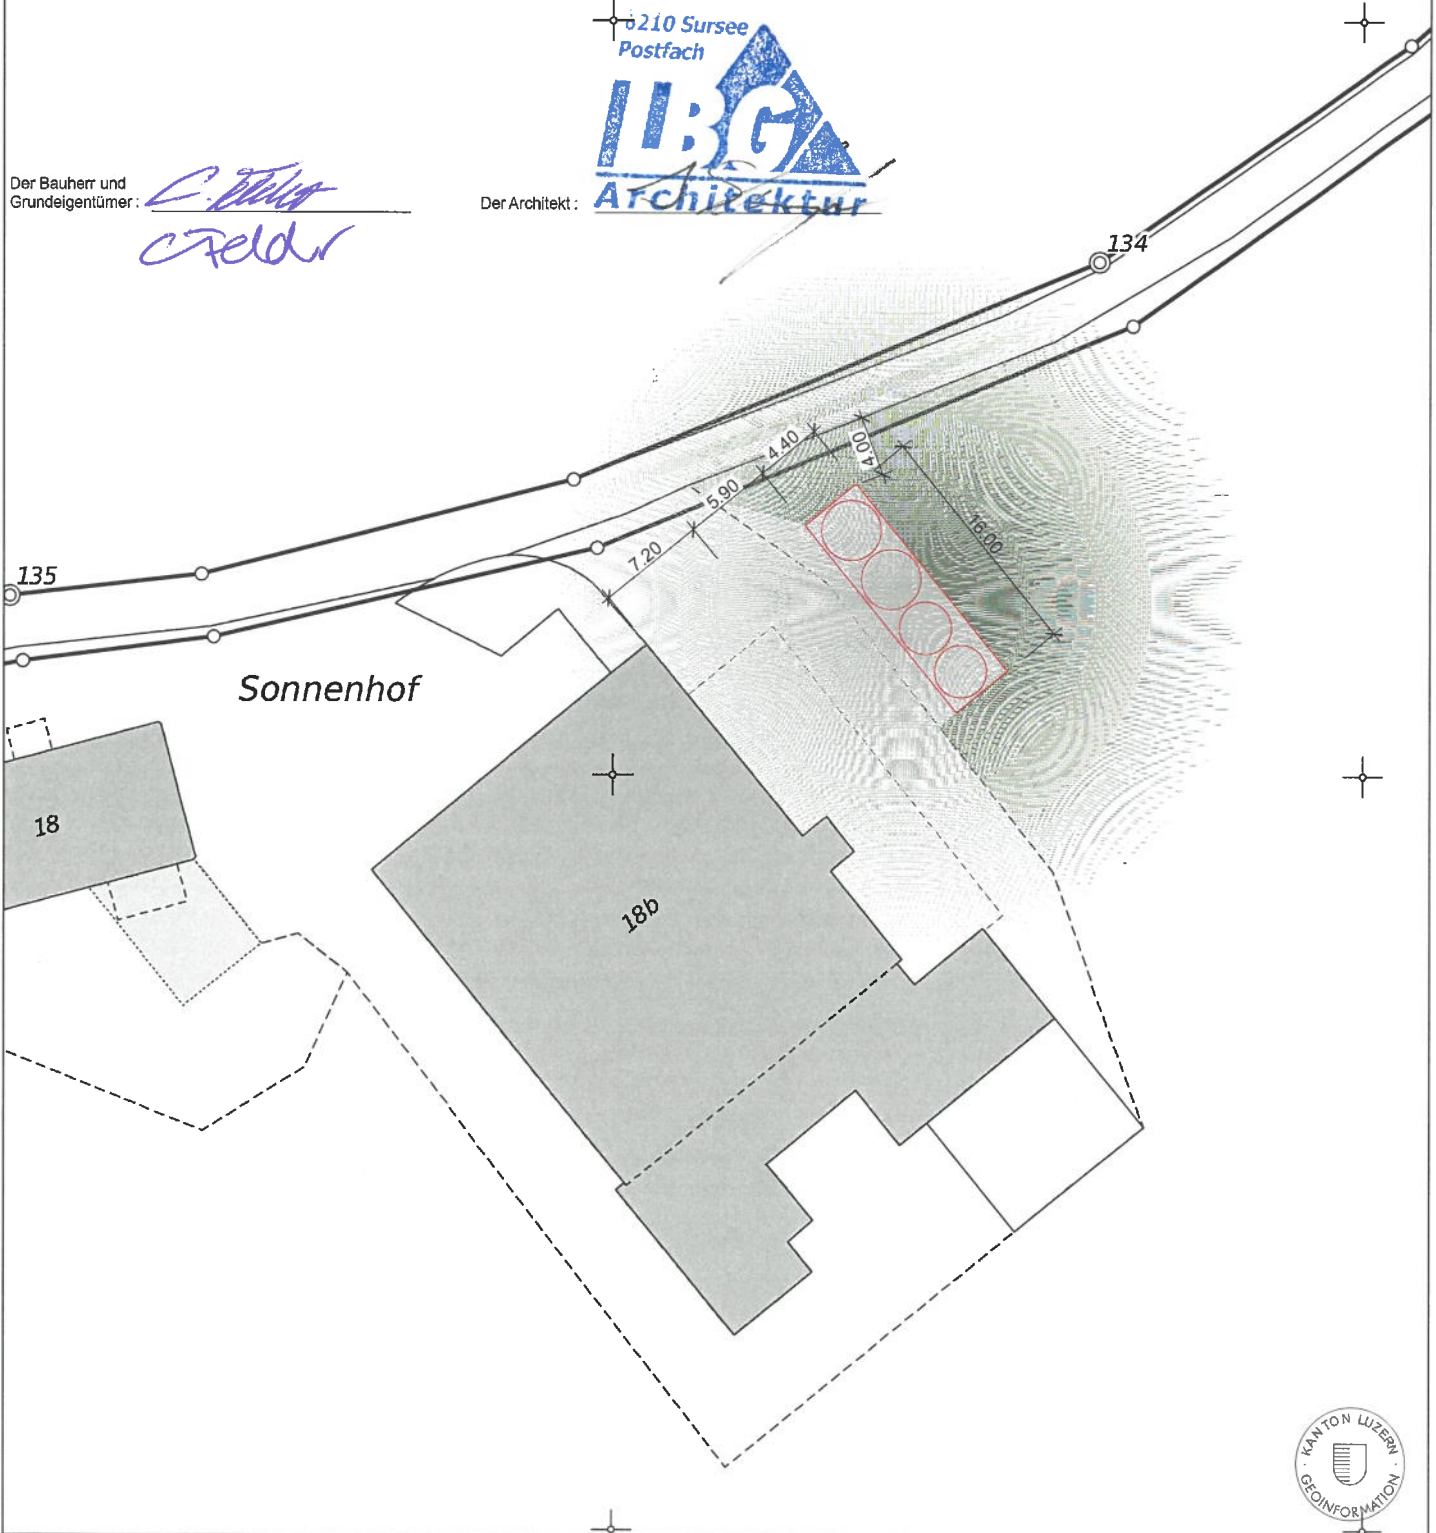 6210 Sursee
Postfach
LBG
Architektur
Der Bauherr und
Grundeigentümer :
Der Architekt :
134
4.40
4.00
5.90
16.00
7.20
135
Sonnenhof
18
18b
KANTON LUZERN
GEOINFORMATION